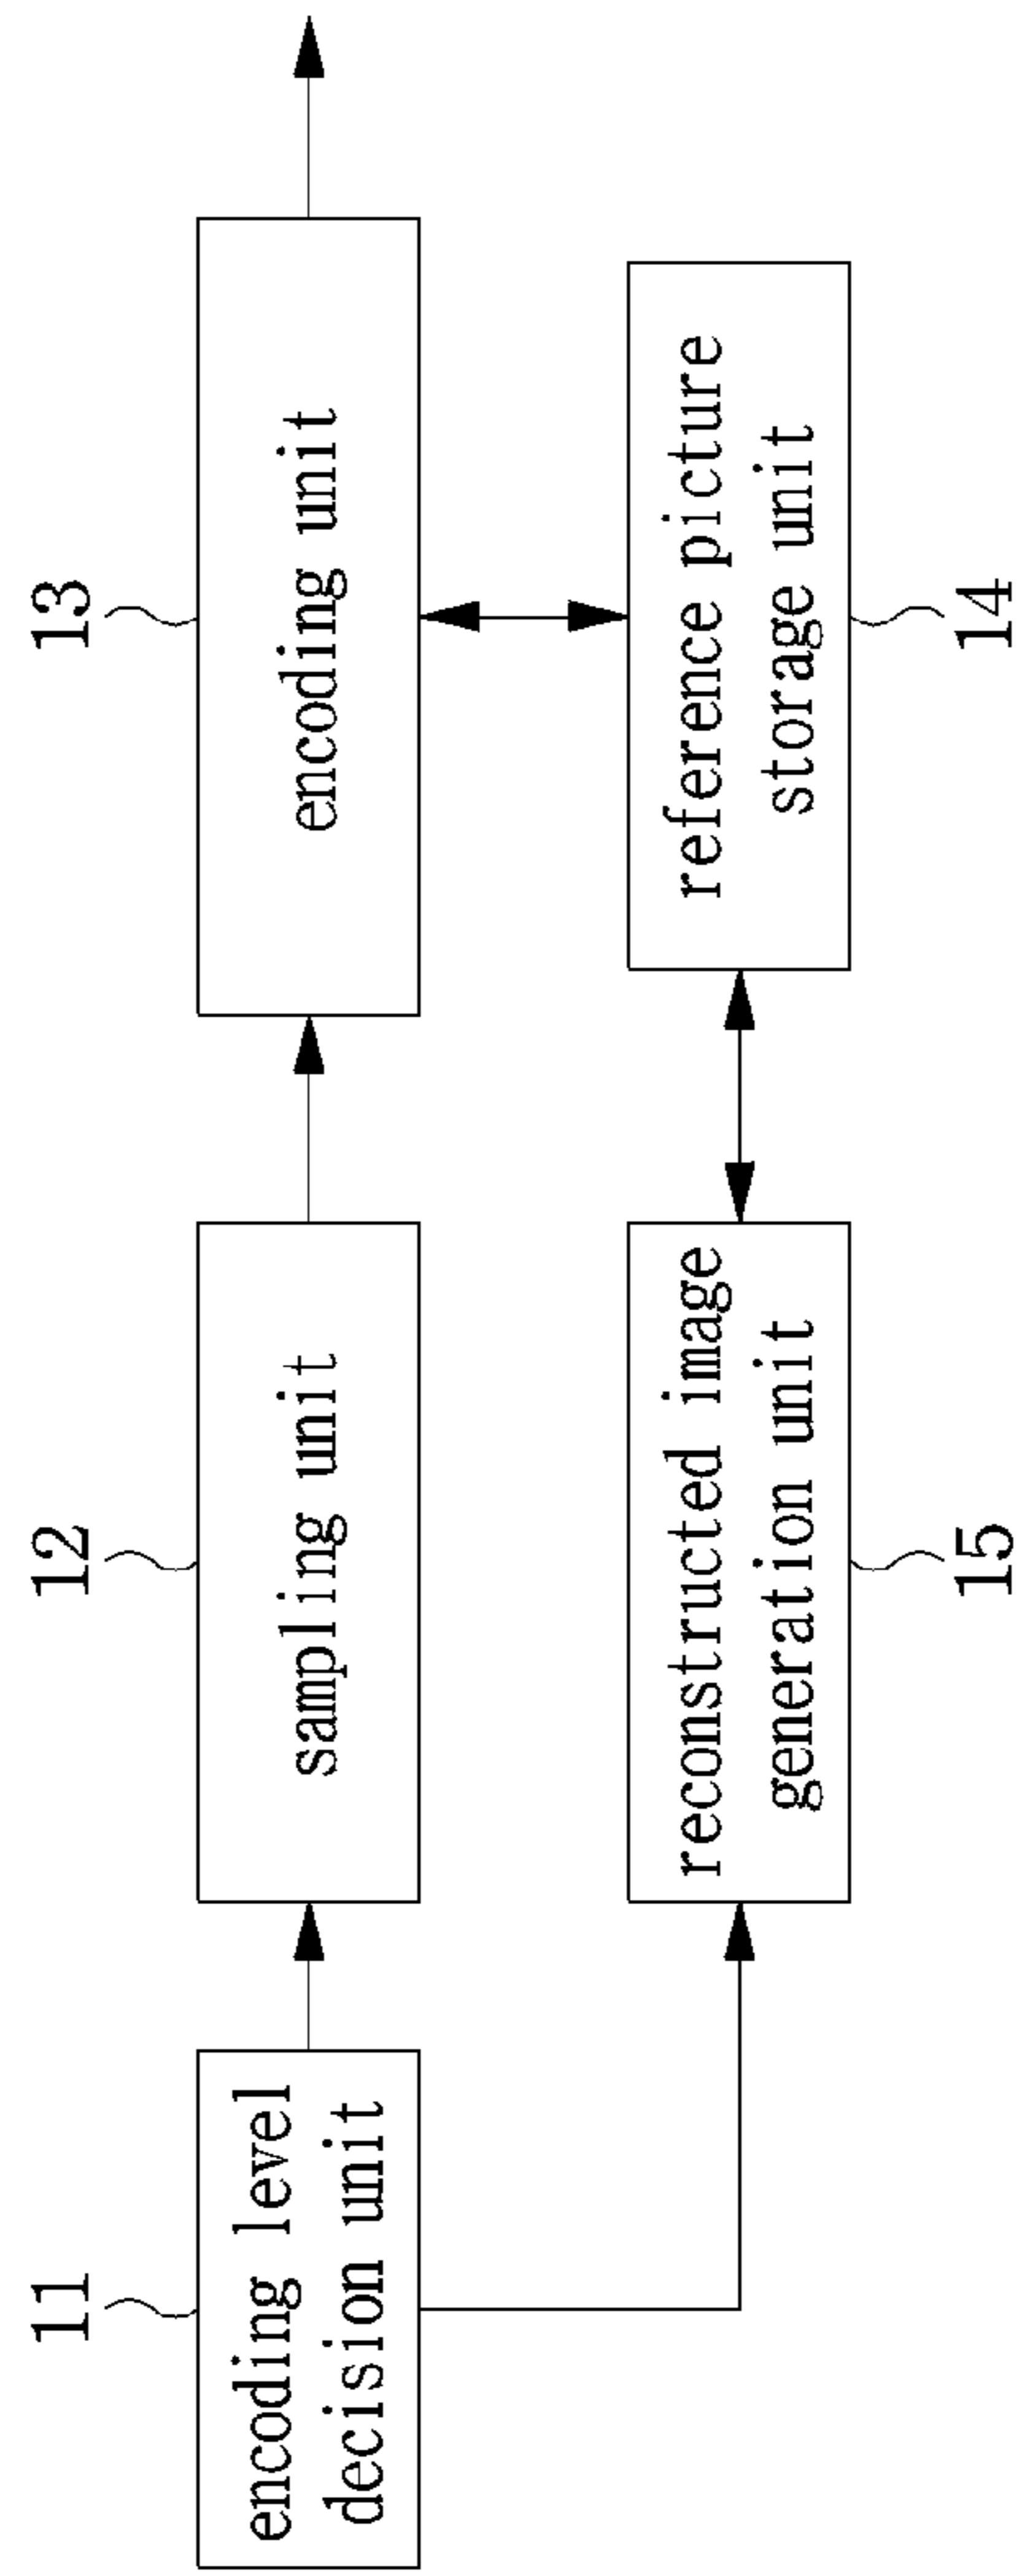 11
encoding level
decision unit
12
sampling unit
13
encoding unit
reconstructed image
generation unit
15
reference picture
storage unit
14